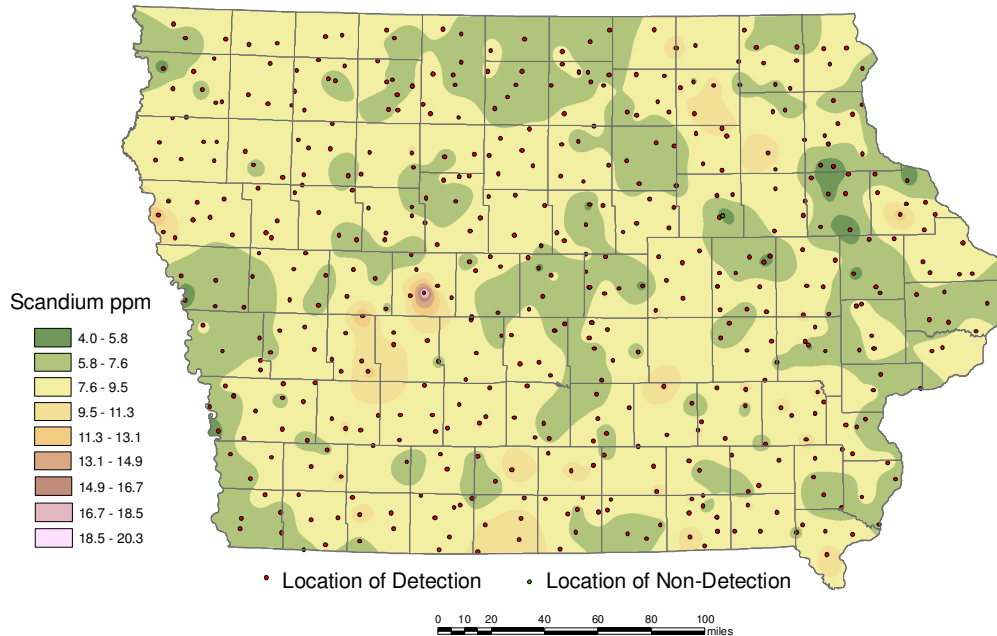 Scandium ppm
4.0 - 5.8
5.8 - 7.6
7.6 - 9.5
9.5 - 11.3
11.3 - 13.1
13.1 - 14.9
14.9 - 16.7
16.7 - 18.5
18.5 - 20.3
Location of Detection Location of Non-Detection
0 10 20 40 60 80 100
miles